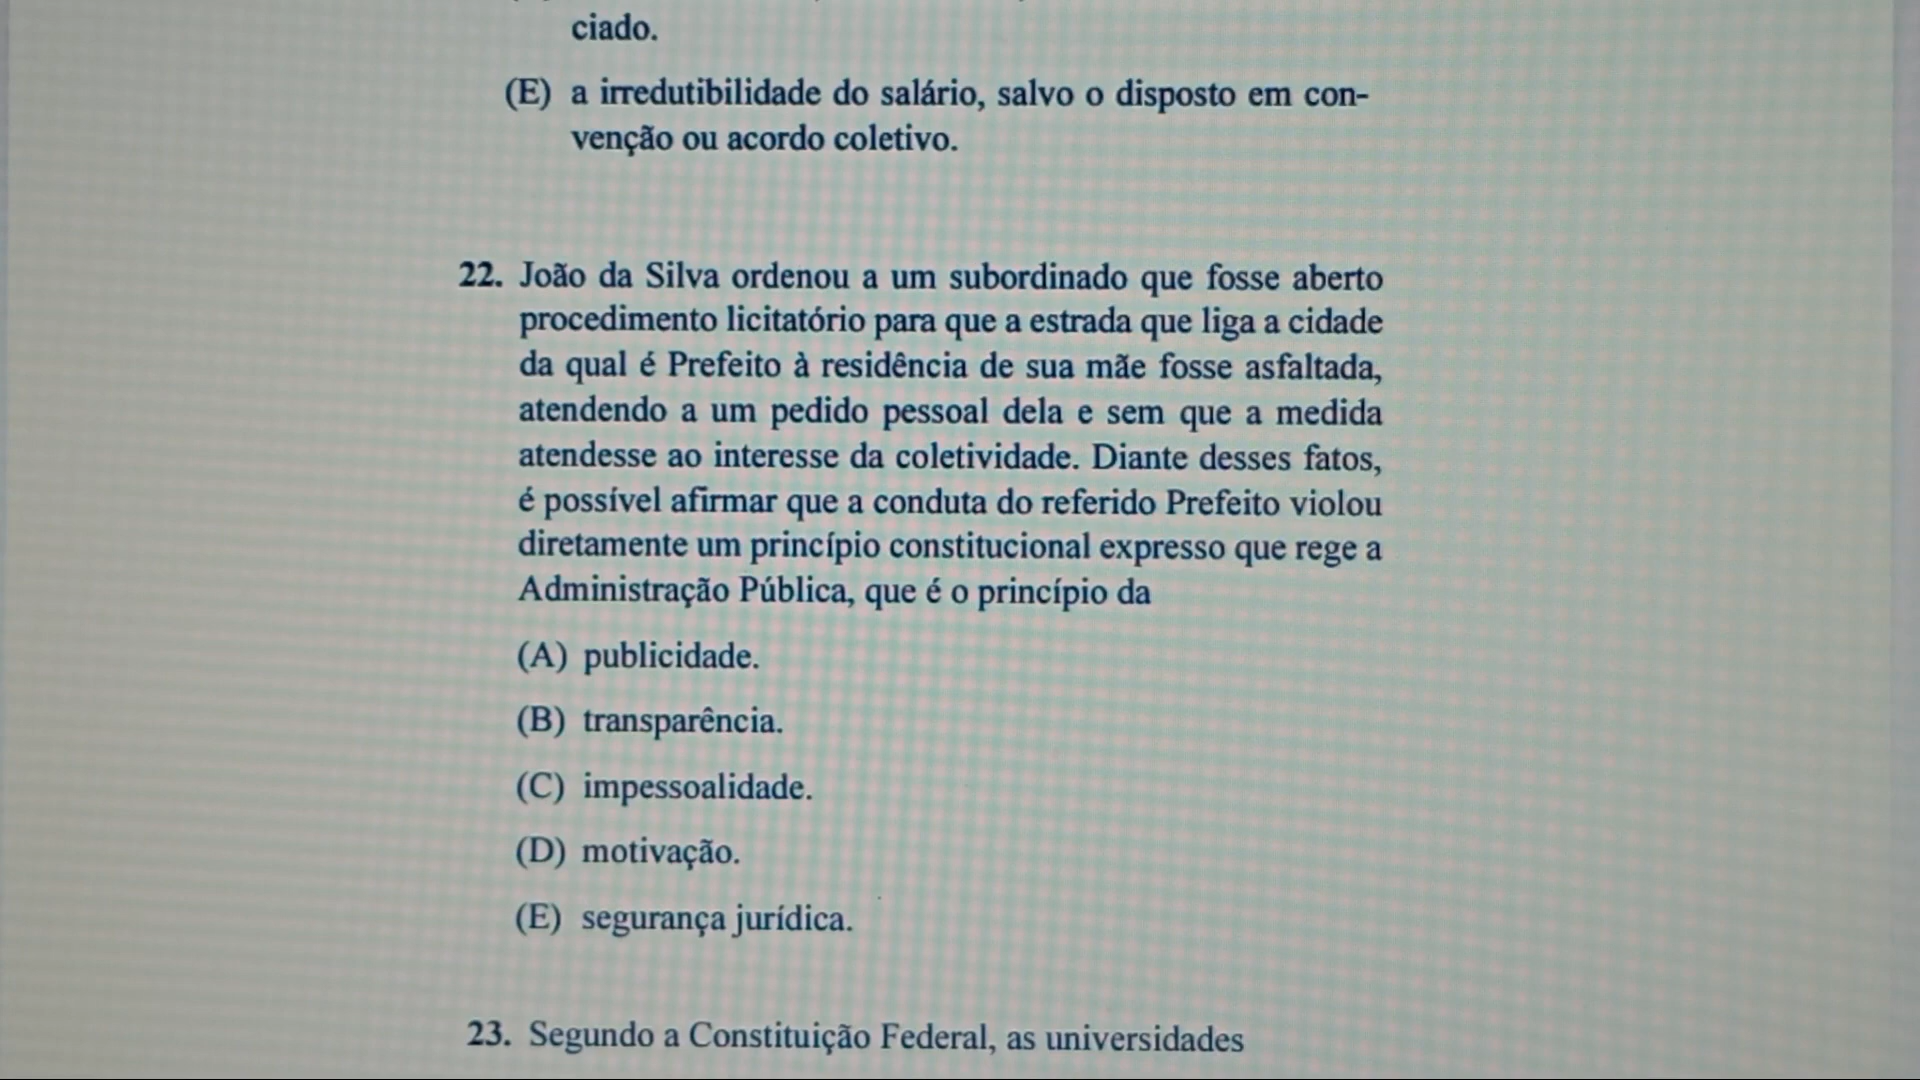 ciado.
(E) a irredutibilidade do salário, salvo o disposto em con-
venção ou acordo coletivo.
22. João da Silva ordenou a um subordinado que fosse aberto
procedimento licitatório para que a estrada que liga a cidade
da qual é Prefeito à residência de sua mãe fosse asfaltada,
atendendo a um pedido pessoal dela e sem que a medida
atendesse ao interesse da coletividade. Diante desses fatos,
é possível afirmar que a conduta do referido Prefeito violou
diretamente um princípio constitucional expresso que rege a
Administração Pública, que é o princípio da
(A) publicidade.
(B) transparência.
(C) impessoalidade.
(D) motivação.
(E) segurança jurídica.
23. Segundo a Constituição Federal, as universidades